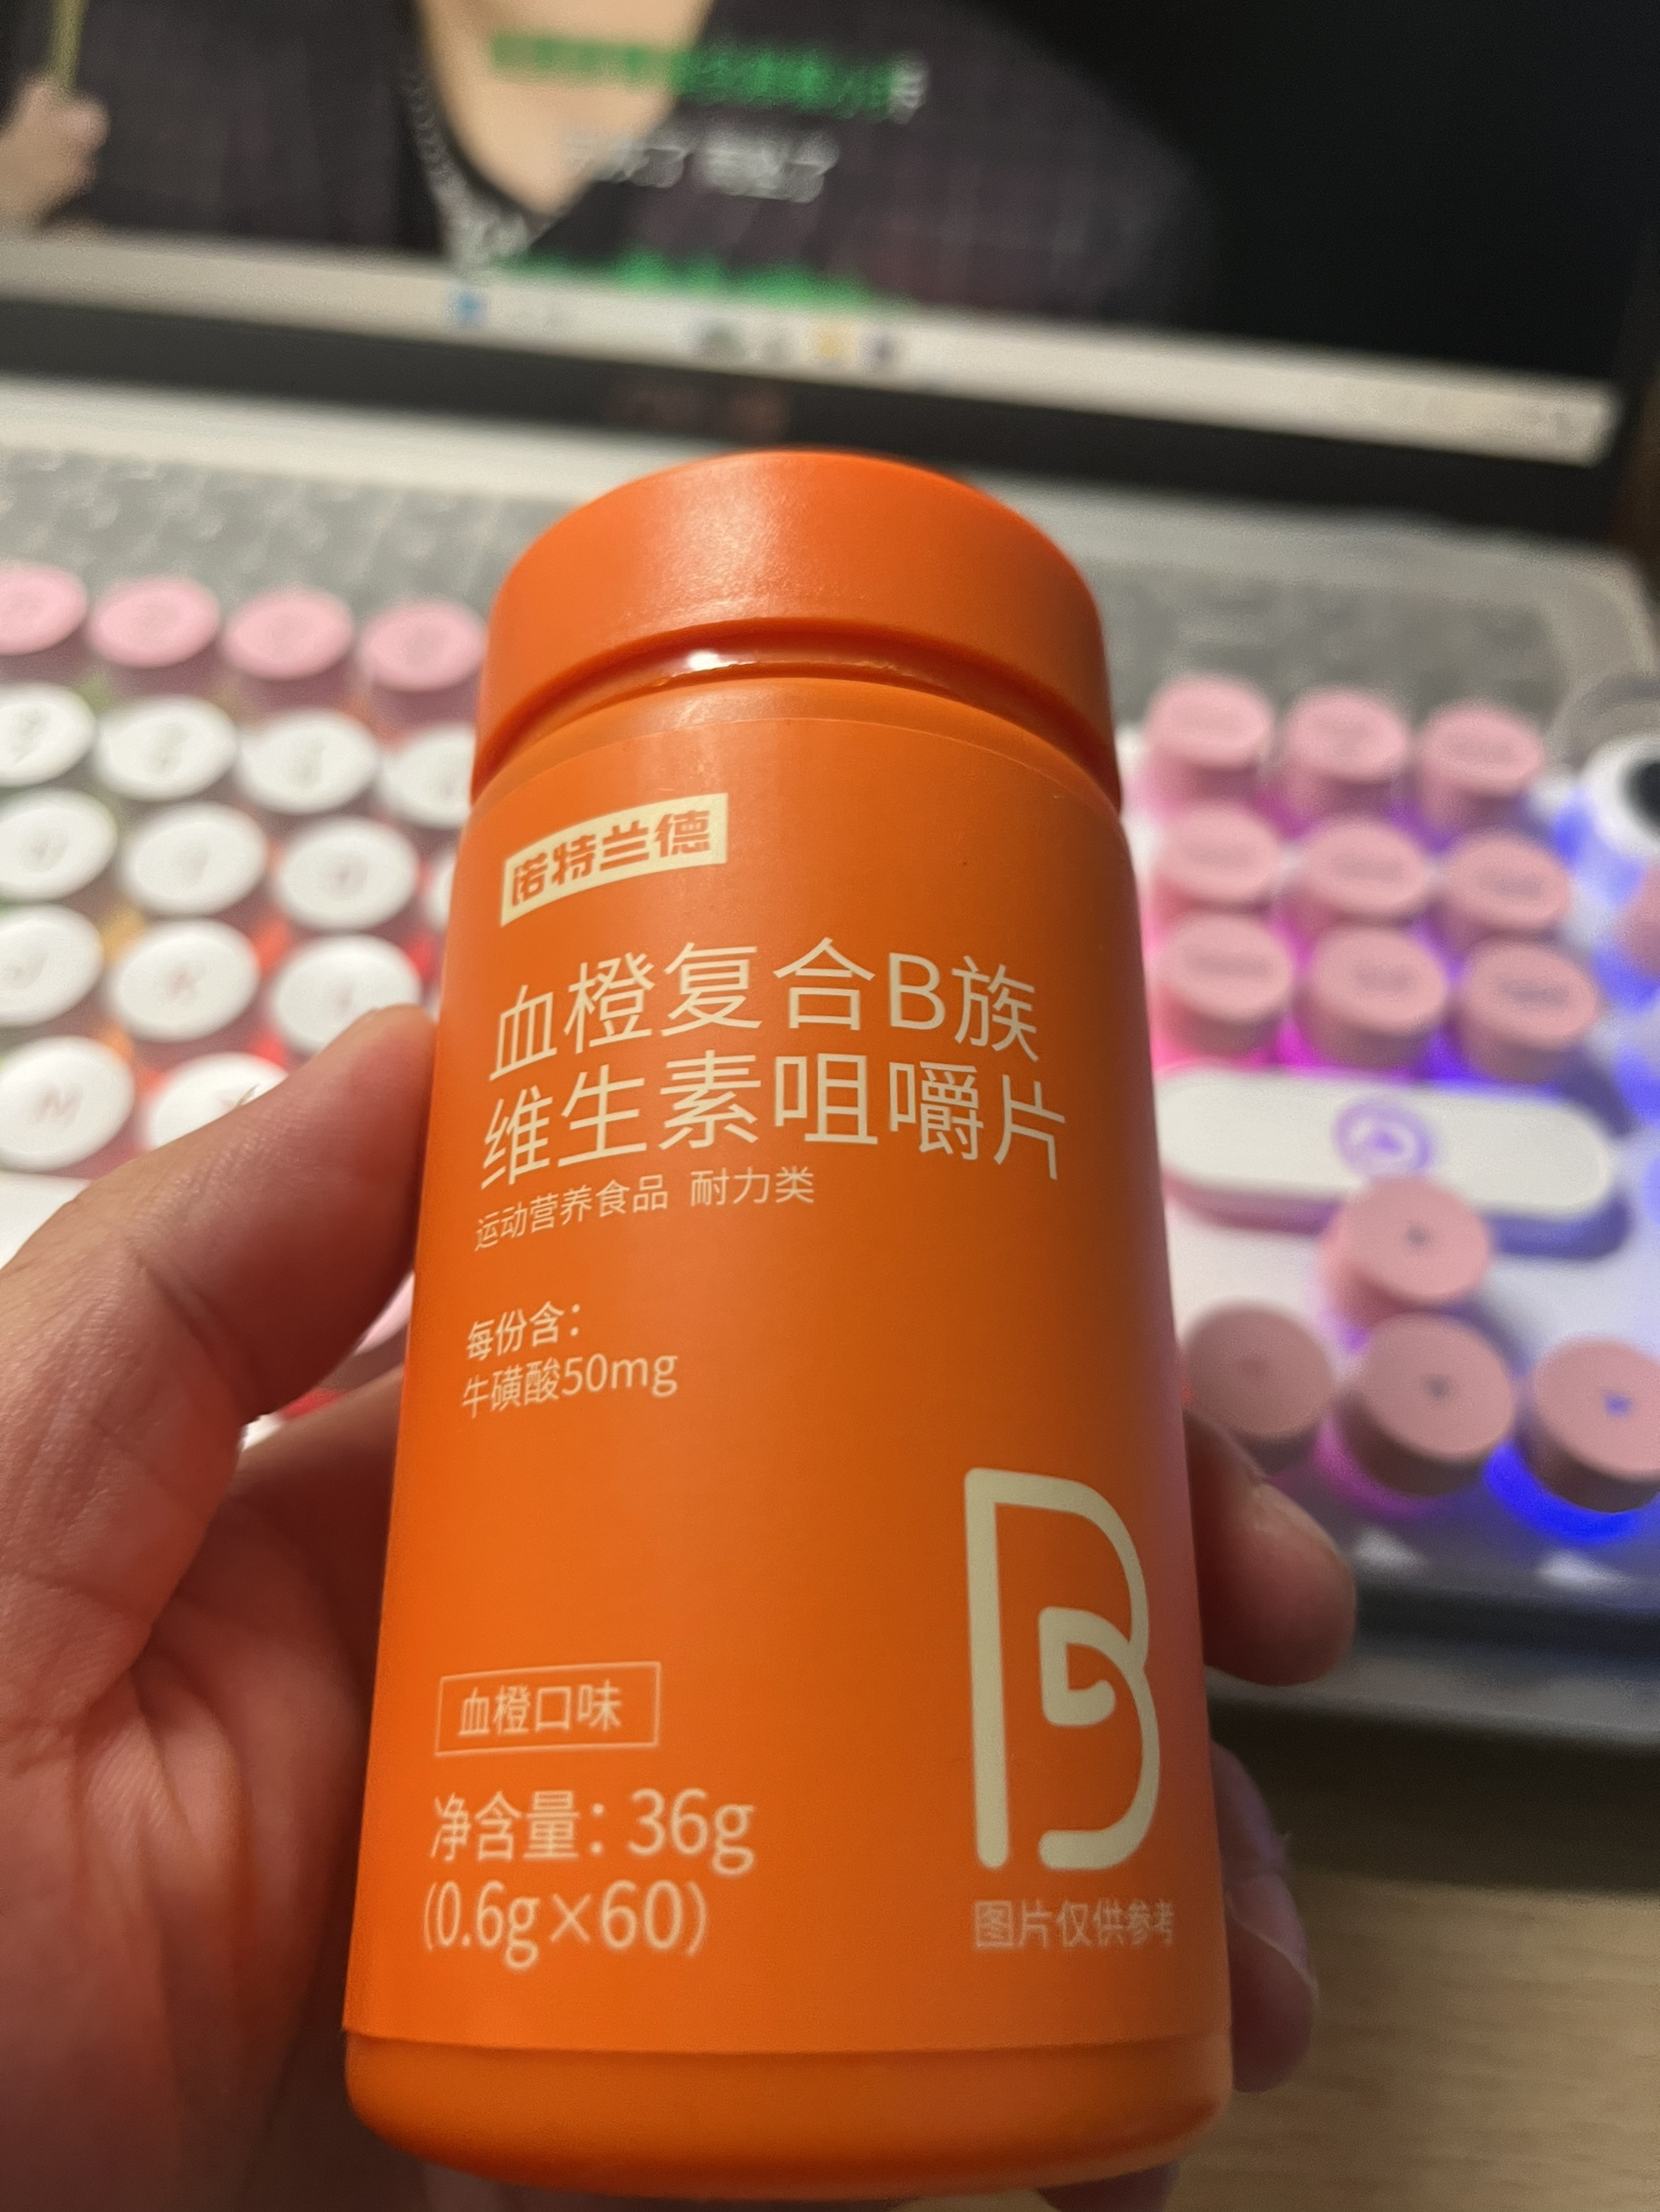 诺特兰德
血橙复合B族
维生素咀嚼片
运动营养食品 耐力类
每份含：
牛磺酸50mg
血橙口味
净含量：36g
(0.6g×60)
B
图片仅供参考